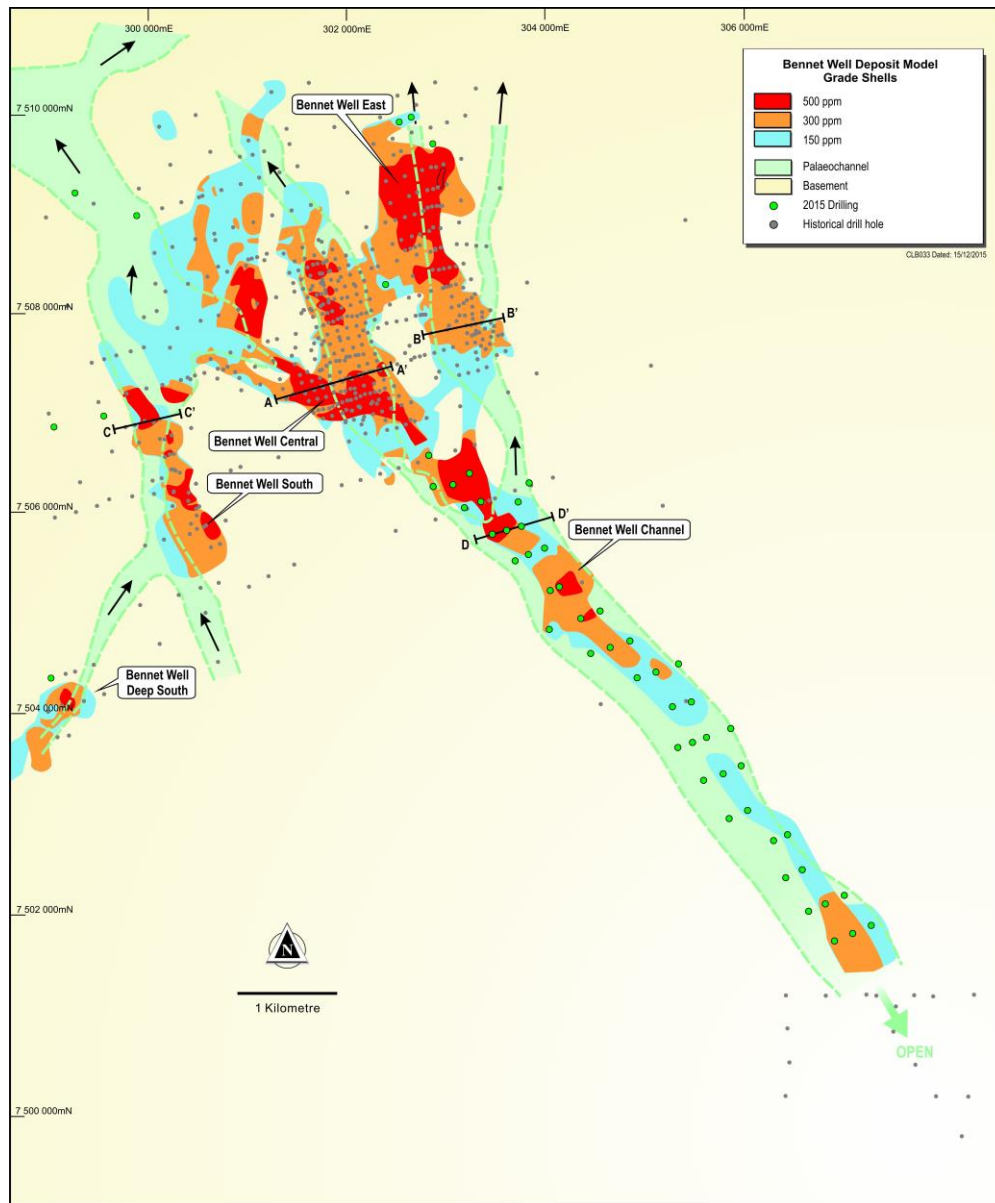 300 000mE
302 000mE
304 000mE
306 000mE
Bennet Well Deposit Model
Grade Shells
500 ppm
300 ppm
150 ppm
Palaeochannel
Basement
2015 Drilling
Historical drill hole
CLB033 Dated: 15/12/2015
7 510 000mN
Bennet Well East
7 508 000mN
B
B'
A
A'
C
C'
Bennet Well Central
Bennet Well South
7 506 000mN
D
D'
Bennet Well Channel
Bennet Well
Deep South
7 504 000mN
7 502 000mN
N
1 Kilometre
OPEN
7 500 000mN